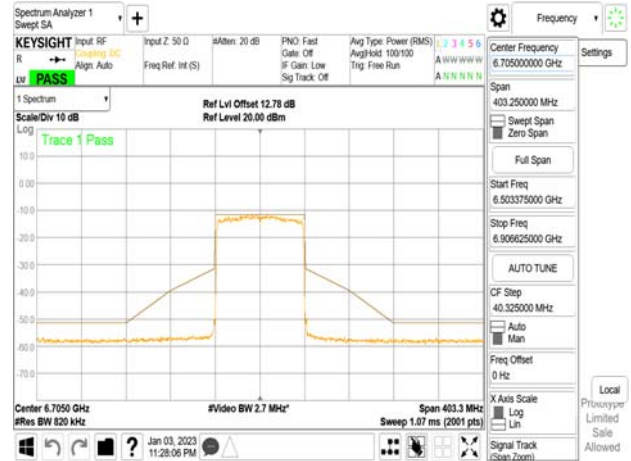 Spectrum Analyzer 1
Swept SA
+
Frequency
KEYSIGHT
R
LXI
PASS
Input: RF
Coupling: DC
Align: Auto
Input Z: 50 Ω
Freq Ref: Int (S)
#Atten: 20 dB
PNO: Fast
Gate: Off
IF Gain: Low
Sig Track: Off
Avg Type: Power (RMS)
Avg|Hold: 100/100
Trig: Free Run
1 2 3 4 5 6
A W W W W W
A N N N N N
Center Frequency
6.705000000 GHz
Settings
Span
403.250000 MHz
Swept Span
Zero Span
Full Span
Start Freq
6.503375000 GHz
Stop Freq
6.906625000 GHz
AUTO TUNE
CF Step
40.325000 MHz
Auto
Man
Freq Offset
0 Hz
X Axis Scale
Log
Lin
Signal Track
(Span Zoom)
Local
Prototype
Limited
Sale
Allowed
1 Spectrum
Scale/Div 10 dB
Ref Lvl Offset 12.78 dB
Ref Level 20.00 dBm
Log
Trace 1 Pass
10.0
0.00
-10.0
-20.0
-30.0
-40.0
-50.0
-60.0
-70.0
Center 6.7050 GHz
#Res BW 820 kHz
#Video BW 2.7 MHz*
Span 403.3 MHz
Sweep 1.07 ms (2001 pts)
?
Jan 03, 2023
11:28:06 PM